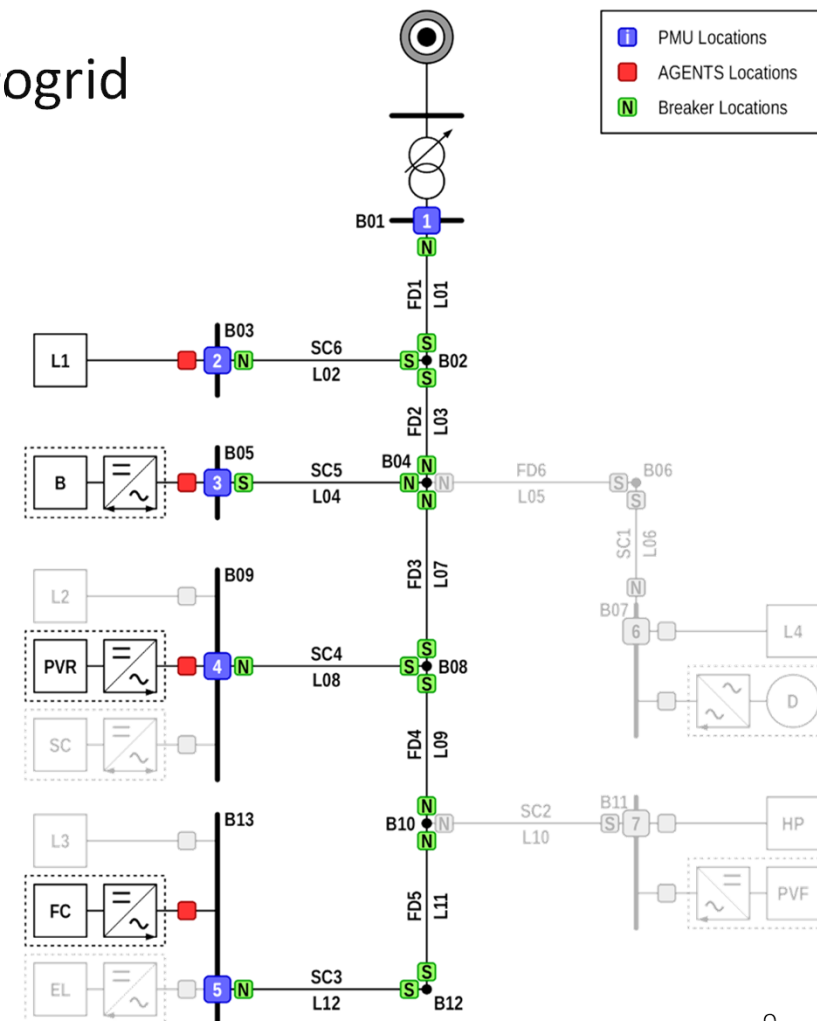 ogrid
i PMU Locations
AGENTS Locations
N Breaker Locations
B01
1
N
FD1
L01
B03
L1
2
N
SC6
L02
S
S
B02
S
FD2
L03
B05
B
3
S
SC5
L04
B04
N
N
N
N
FD6
L05
S
B06
S
SC1
L06
N
B07
6
L4
D
FD3
L07
B09
L2
PVR
4
N
SC4
L08
S
S
B08
S
SC
FD4
L09
N
B10
N
N
SC2
L10
S
B11
7
HP
PVF
B13
L3
FC
FD5
L11
EL
5
N
SC3
L12
S
S
B12